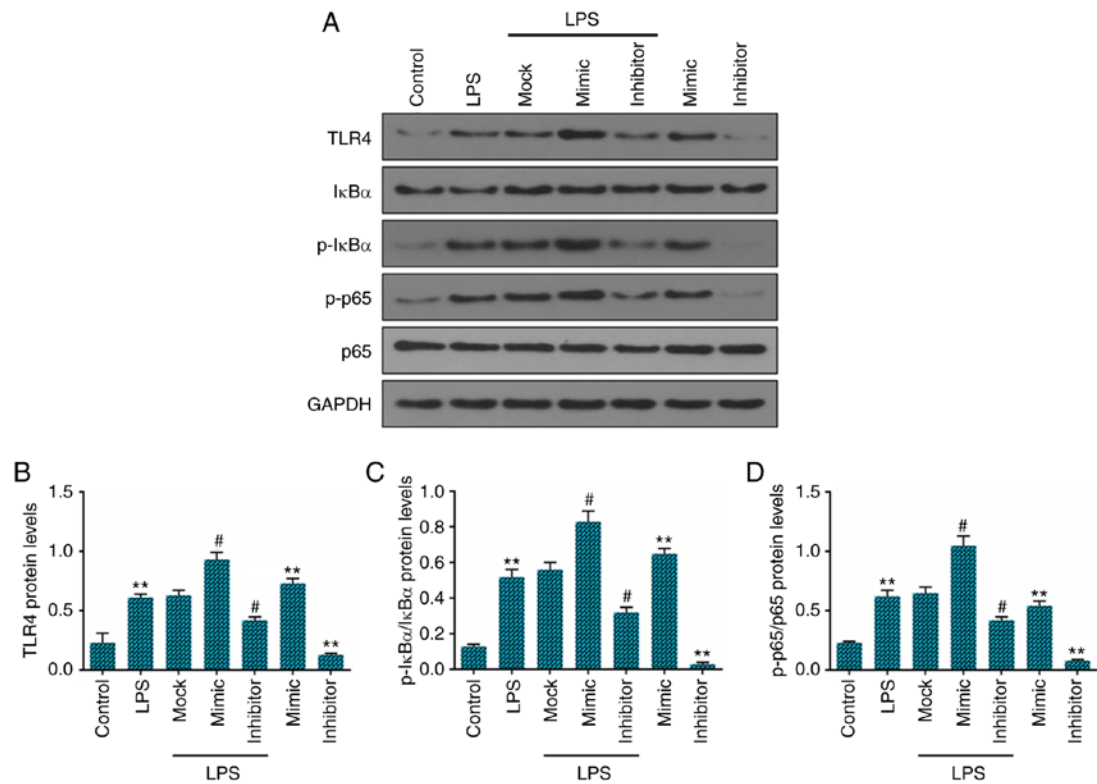 A
LPS
Control
LPS
Mock
Mimic
Inhibitor
Mimic
Inhibitor
TLR4
IκBα
p-IκBα
p-p65
p65
GAPDH
B
TLR4 protein levels
1.5
1.0
0.5
0.0
**
#
#
**
**
Control
LPS
Mock
Mimic
Inhibitor
Mimic
Inhibitor
LPS
C
p-IκBα/IκBα protein levels
1.0
0.8
0.6
0.4
0.2
0.0
**
#
#
**
**
Control
LPS
Mock
Mimic
Inhibitor
Mimic
Inhibitor
LPS
D
p-p65/p65 protein levels
1.5
1.0
0.5
0.0
**
#
#
**
**
Control
LPS
Mock
Mimic
Inhibitor
Mimic
Inhibitor
LPS